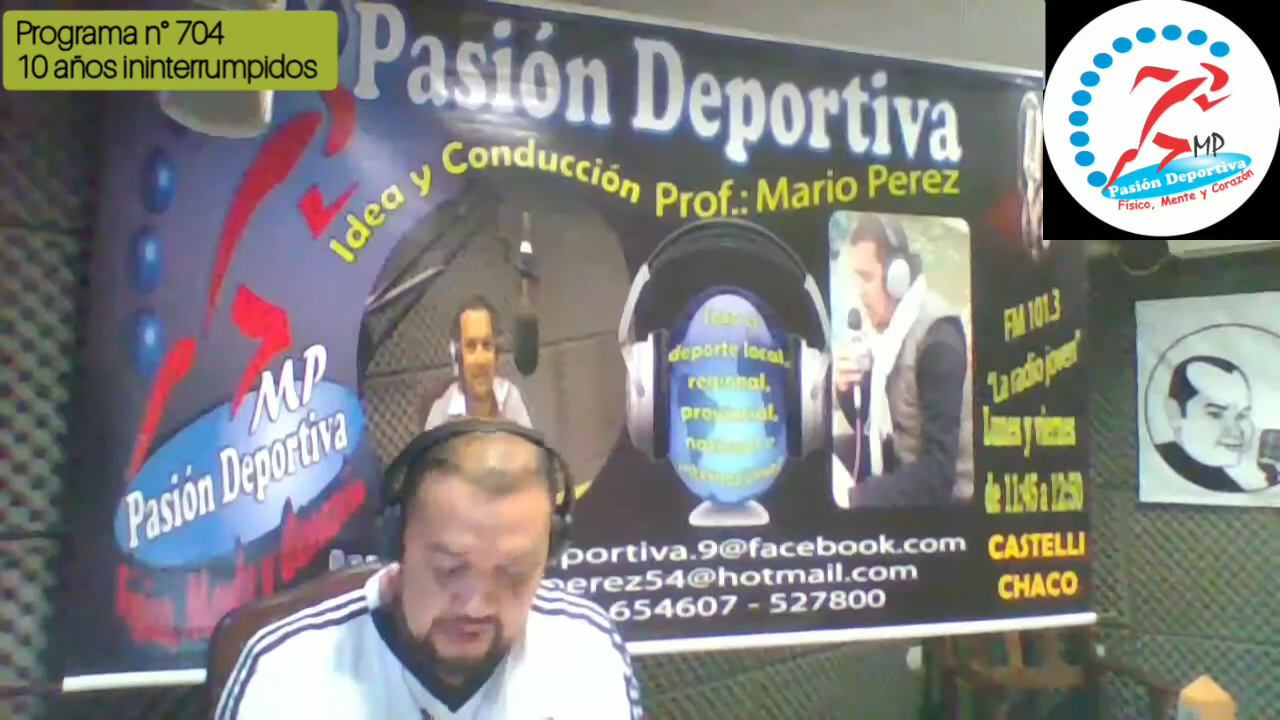 Programa n° 704
10 años ininterrumpidos
Pasión Deportiva
idea y Conducción Prof.: Mario Perez
MP
Pasión Deportiva
Físico, Mente y Corazón
deporte local,
regional,
provincial,
FM 101.3
"La radio joven"
Lunes y viernes
de 11:45 a 12:50
CASTELLI
CHACO
MP
Pasión Deportiva
portiva.9@facebook.com
perez54@hotmail.com
654607 - 527800